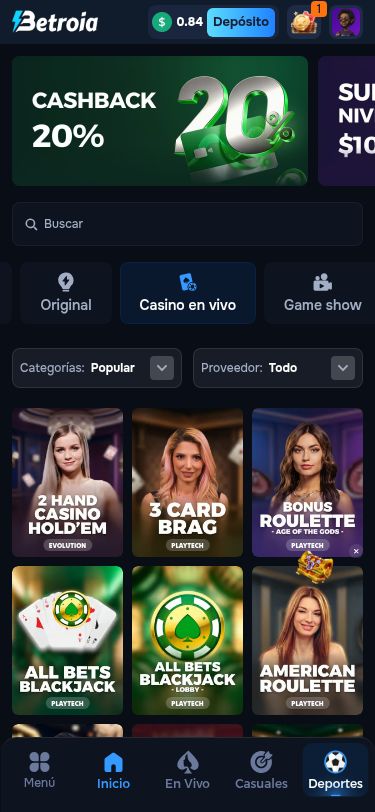 Betroia
$ 0.84 Depósito
1
CASHBACK
20%
20%
SU
NIV
$10
Buscar
Original
Casino en vivo
Game show
Categorías: Popular
Proveedor: Todo
2 HAND
CASINO
HOLD'EM
EVOLUTION
3 CARD
BRAG
PLAYTECH
BONUS
ROULETTE
- AGE OF THE GODS -
PLAYTECH
ALL BETS
BLACKJACK
PLAYTECH
ALL BETS
BLACKJACK
- LOBBY -
PLAYTECH
AMERICAN
ROULETTE
PLAYTECH
Menú
Inicio
En Vivo
Casuales
Deportes